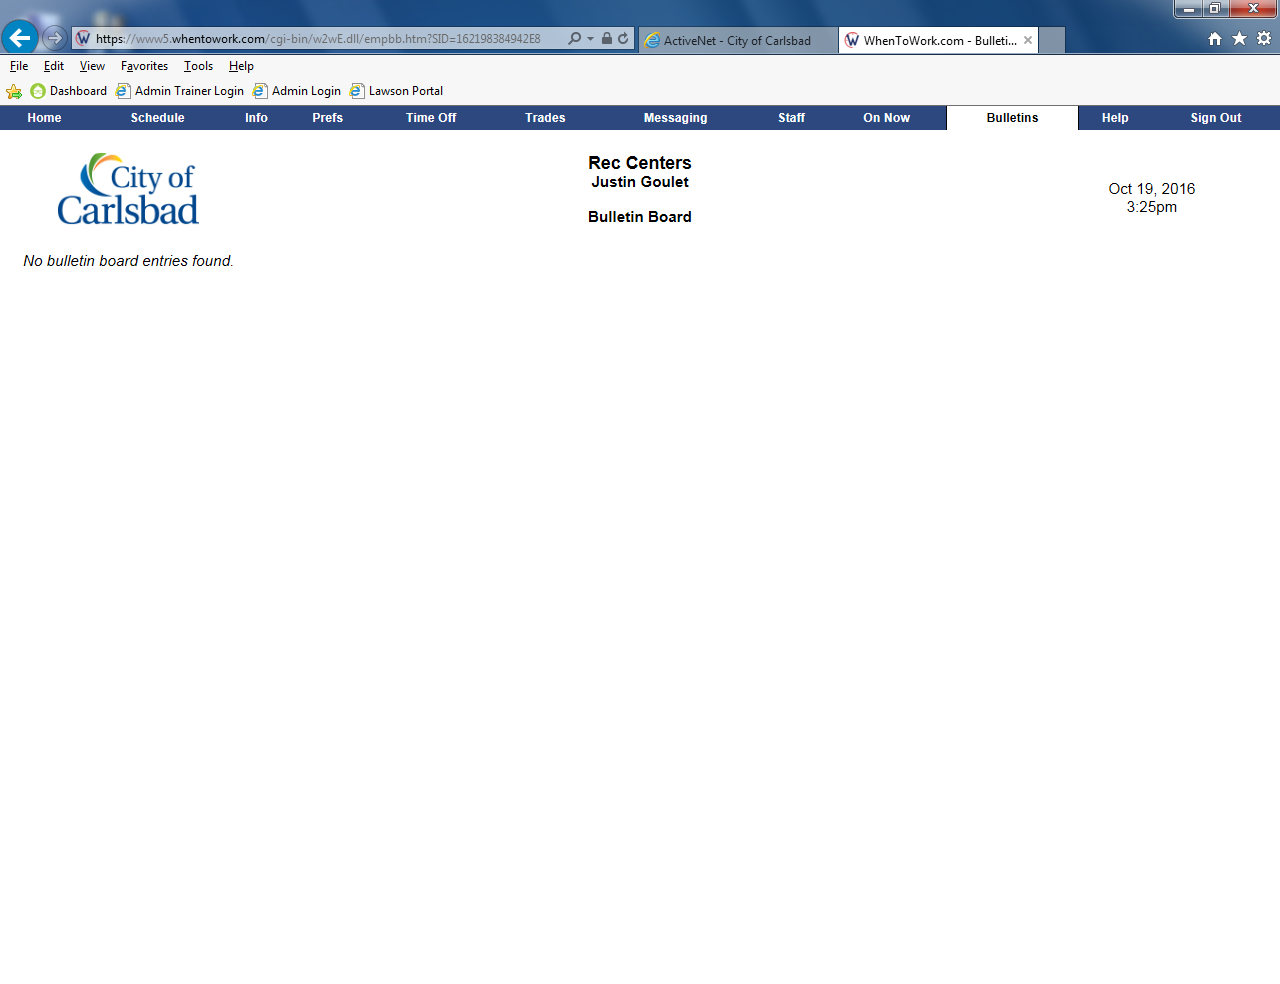 https://www5.whentowork.com/cgi-bin/w2wE.dll/empbb.htm?SID=162198384942E8
ActiveNet - City of Carlsbad
WhenToWork.com - Bulleti...
File Edit View Favorites Tools Help
Dashboard Admin Trainer Login Admin Login Lawson Portal
Home Schedule Info Prefs Time Off Trades Messaging Staff On Now Bulletins Help Sign Out
City of
Carlsbad
Rec Centers
Justin Goulet
Bulletin Board
Oct 19, 2016
3:25pm
No bulletin board entries found.